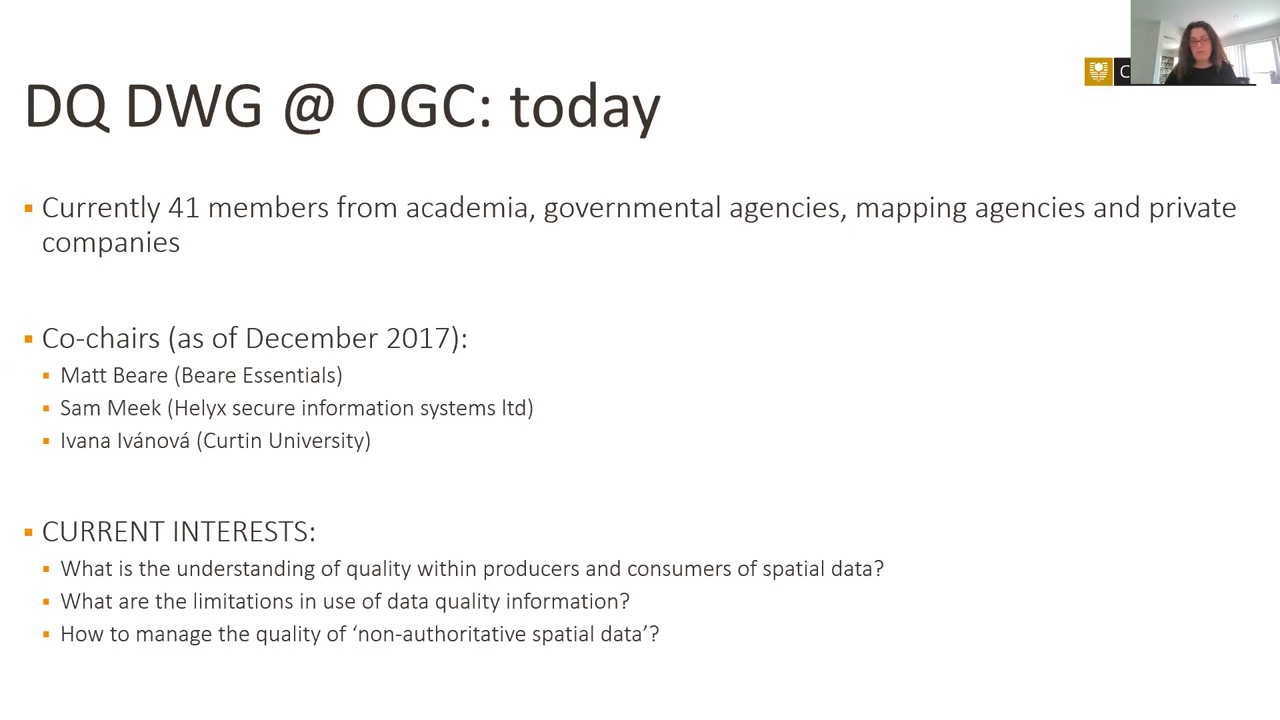 DQ DWG @ OGC: today
▪ Currently 41 members from academia, governmental agencies, mapping agencies and private
companies
▪ Co-chairs (as of December 2017):
▪ Matt Beare (Beare Essentials)
▪ Sam Meek (Helyx secure information systems ltd)
▪ Ivana Ivánová (Curtin University)
▪ CURRENT INTERESTS:
▪ What is the understanding of quality within producers and consumers of spatial data?
▪ What are the limitations in use of data quality information?
▪ How to manage the quality of ‘non-authoritative spatial data’?